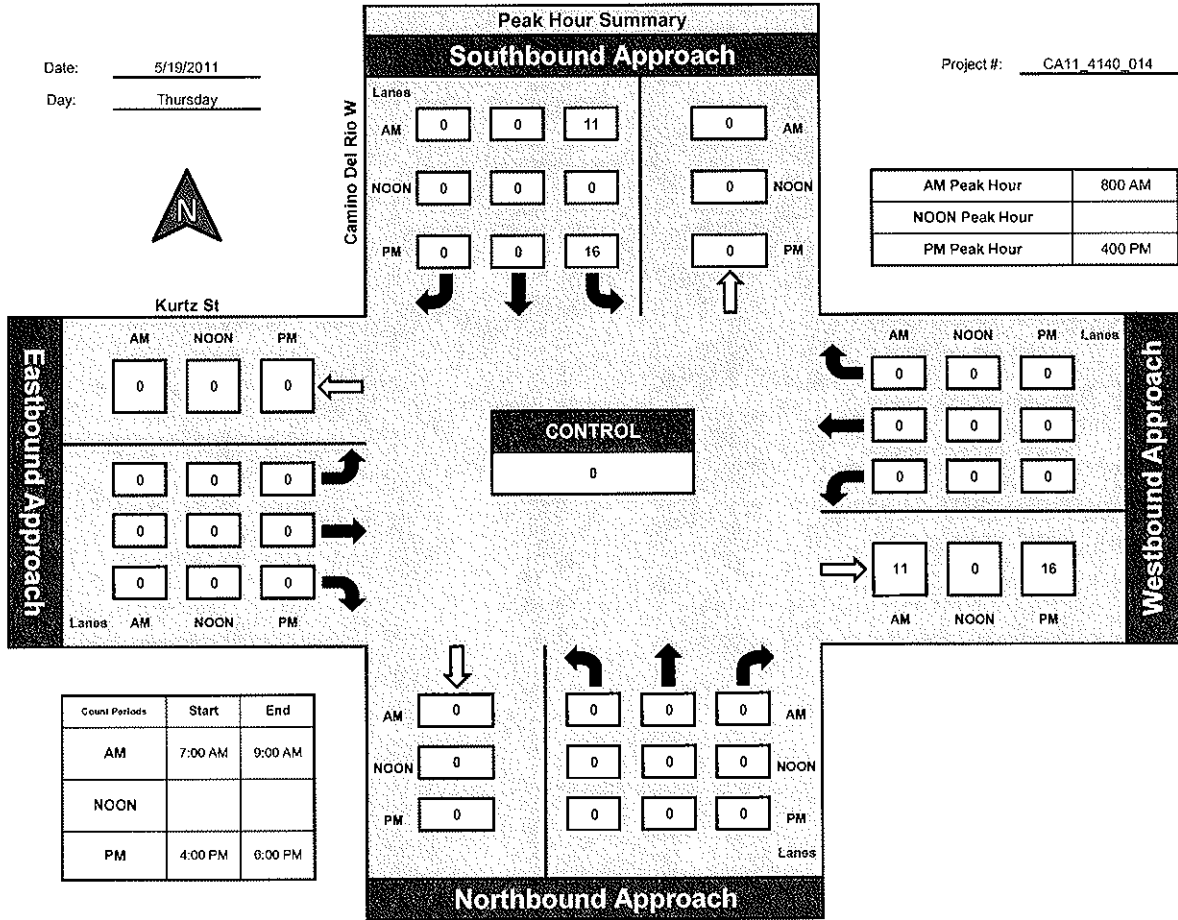 Peak Hour Summary
Southbound Approach
Date: 5/19/2011
Day: Thursday
Project #: CA11_4140_014
N
Camino Del Rio W
Lanes
AM 0 0 11 0 AM
NOON 0 0 0 0 NOON
PM 0 0 16 0 PM
AM Peak Hour 800 AM
NOON Peak Hour
PM Peak Hour 400 PM
Kurtz St
Eastbound Approach
AM NOON PM
0 0 0
0 0 0
0 0 0
0 0 0
Lanes AM NOON PM
CONTROL
0
AM NOON PM Lanes
0 0 0
0 0 0
0 0 0
11 0 16
AM NOON PM
Westbound Approach
Count Periods Start End
AM 7:00 AM 9:00 AM
NOON
PM 4:00 PM 6:00 PM
AM 0 0 0 0 AM
NOON 0 0 0 0 NOON
PM 0 0 0 0 PM
Lanes
Northbound Approach